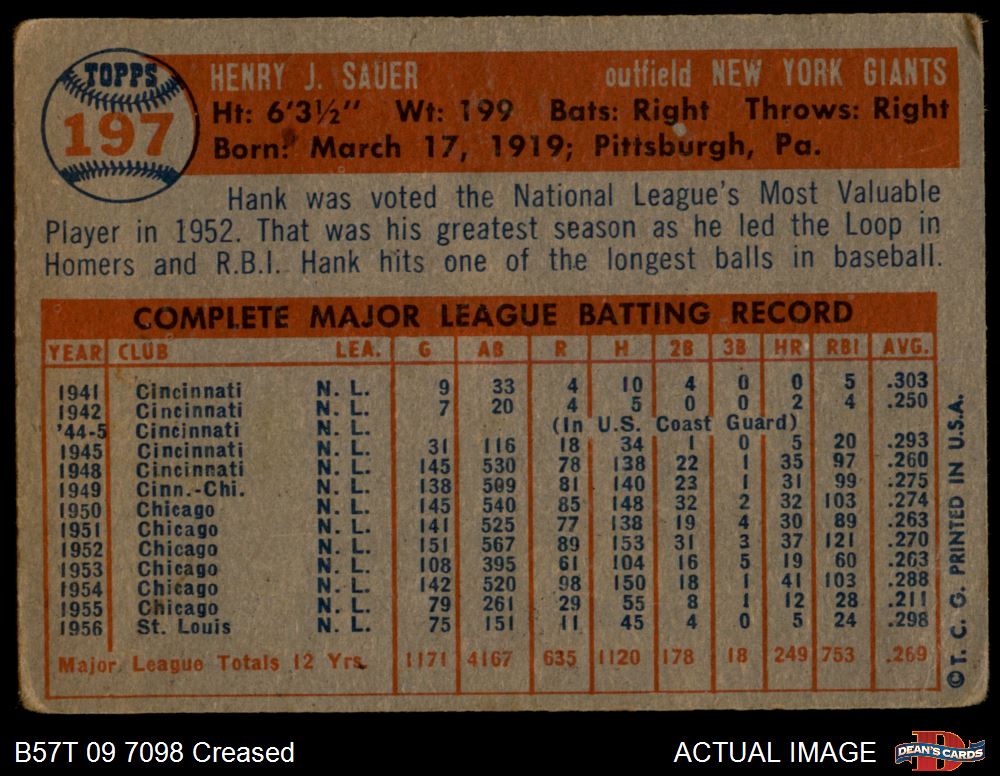 TOPPS
197
HENRY J. SAUER outfield NEW YORK GIANTS
Ht: 6'3½" Wt: 199 Bats: Right Throws: Right
Born: March 17, 1919; Pittsburgh, Pa.
Hank was voted the National League's Most Valuable
Player in 1952. That was his greatest season as he led the Loop in
Homers and R.B.I. Hank hits one of the longest balls in baseball.
COMPLETE MAJOR LEAGUE BATTING RECORD
YEAR CLUB LEA. G AB R H 2B 3B HR RBI AVG.
1941 Cincinnati N. L. 9 33 4 10 4 0 0 5 .303
1942 Cincinnati N. L. 7 20 4 5 0 0 2 4 .250
'44-5 Cincinnati N. L. (In U.S. Coast Guard)
1945 Cincinnati N. L. 31 116 18 34 1 0 5 20 .293
1948 Cincinnati N. L. 145 530 78 138 22 1 35 97 .260
1949 Cinn.-Chi. N. L. 138 509 81 140 23 1 31 99 .275
1950 Chicago N. L. 145 540 85 148 32 2 32 103 .274
1951 Chicago N. L. 141 525 77 138 19 4 30 89 .263
1952 Chicago N. L. 151 567 89 153 31 3 37 121 .270
1953 Chicago N. L. 108 395 61 104 16 5 19 60 .263
1954 Chicago N. L. 142 520 98 150 18 1 41 103 .288
1955 Chicago N. L. 79 261 29 55 8 1 12 28 .211
1956 St. Louis N. L. 75 151 11 45 4 0 5 24 .298
Major League Totals 12 Yrs. 1171 4167 635 1120 178 18 249 753 .269
©T. C. G. PRINTED IN U.S.A.
B57T 09 7098 Creased
ACTUAL IMAGE
DEAN'S CARDS